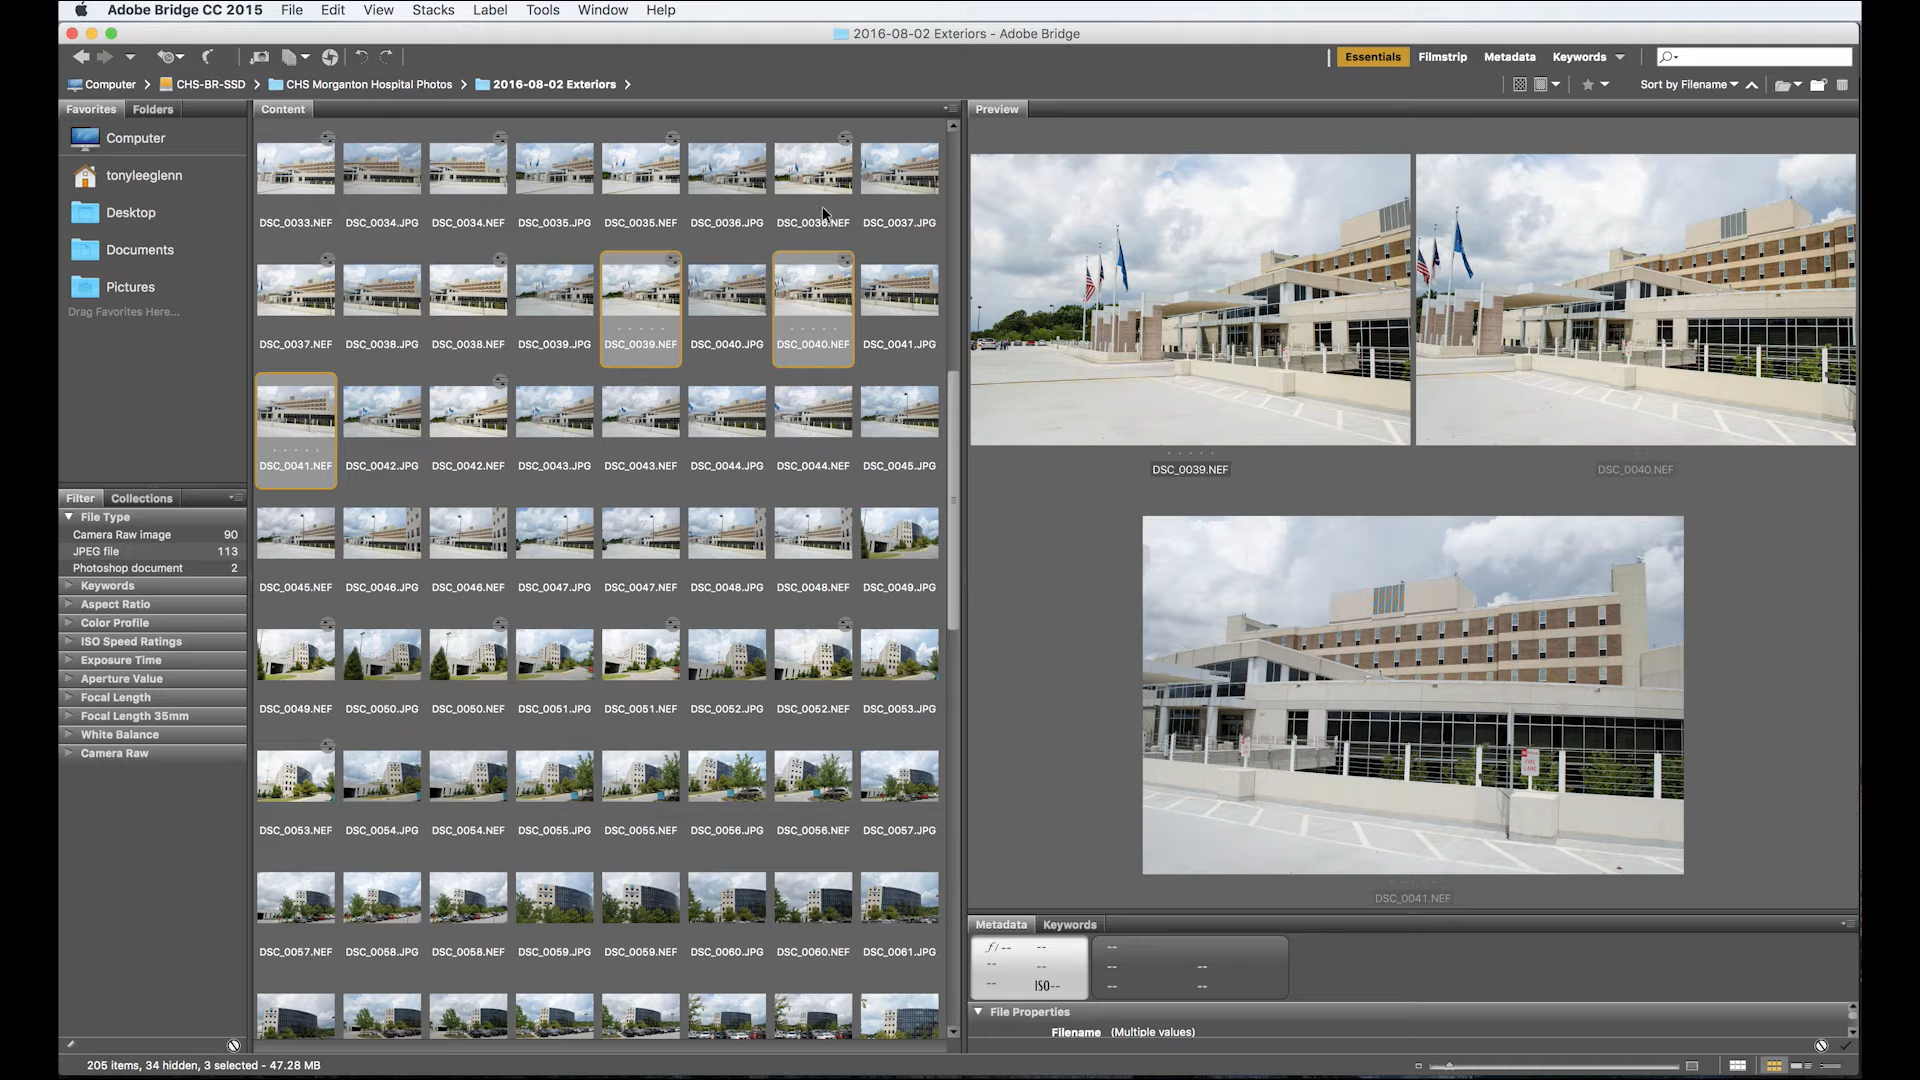 Adobe Bridge CC 2015 File Edit View Stacks Label Tools Window Help
2016-08-02 Exteriors - Adobe Bridge
Essentials Filmstrip Metadata Keywords
Computer CHS-BR-SSD CHS Morganton Hospital Photos 2016-08-02 Exteriors
Sort by Filename
Favorites Folders
Content
Preview
Computer
tonyleeglenn
Desktop
Documents
Pictures
Drag Favorites Here...
DSC_0033.NEF DSC_0034.JPG DSC_0034.NEF DSC_0035.JPG DSC_0035.NEF DSC_0036.JPG DSC_0036.NEF DSC_0037.JPG
DSC_0037.NEF DSC_0038.JPG DSC_0038.NEF DSC_0039.JPG DSC_0039.NEF DSC_0040.JPG DSC_0040.NEF DSC_0041.JPG
DSC_0041.NEF DSC_0042.JPG DSC_0042.NEF DSC_0043.JPG DSC_0043.NEF DSC_0044.JPG DSC_0044.NEF DSC_0045.JPG
DSC_0045.NEF DSC_0046.JPG DSC_0046.NEF DSC_0047.JPG DSC_0047.NEF DSC_0048.JPG DSC_0048.NEF DSC_0049.JPG
DSC_0049.NEF DSC_0050.JPG DSC_0050.NEF DSC_0051.JPG DSC_0051.NEF DSC_0052.JPG DSC_0052.NEF DSC_0053.JPG
DSC_0053.NEF DSC_0054.JPG DSC_0054.NEF DSC_0055.JPG DSC_0055.NEF DSC_0056.JPG DSC_0056.NEF DSC_0057.JPG
DSC_0057.NEF DSC_0058.JPG DSC_0058.NEF DSC_0059.JPG DSC_0059.NEF DSC_0060.JPG DSC_0060.NEF DSC_0061.JPG
Filter Collections
File Type
Camera Raw image 90
JPEG file 113
Photoshop document 2
Keywords
Aspect Ratio
Color Profile
ISO Speed Ratings
Exposure Time
Aperture Value
Focal Length
Focal Length 35mm
White Balance
Camera Raw
DSC_0039.NEF
DSC_0040.NEF
FIRE
LANE
DSC_0041.NEF
Metadata Keywords
f/-- -- --
-- -- -- --
-- ISO-- -- --
File Properties
Filename (Multiple values)
205 items, 34 hidden, 3 selected - 47.28 MB